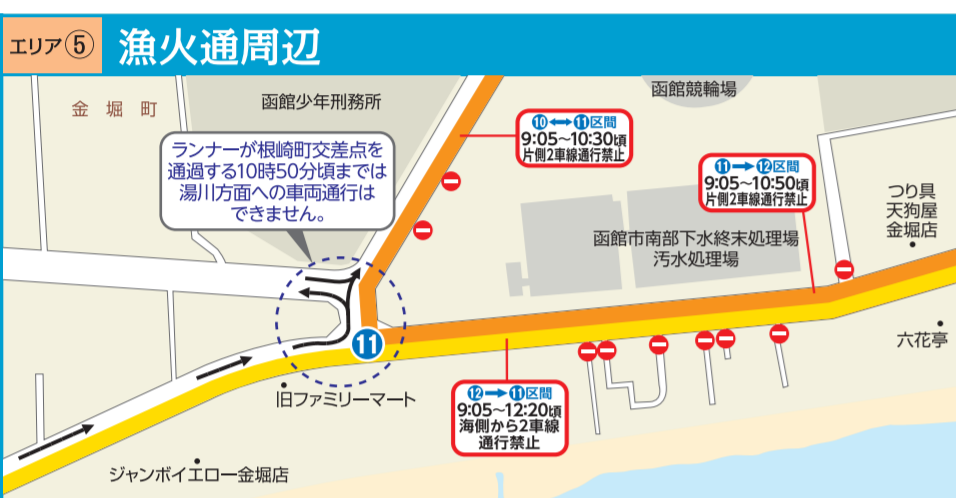 エリア⑤ 漁火通周辺
金堀町
函館少年刑務所
函館競輪場
ランナーが根崎町交差点を
通過する10時50分頃までは
湯川方面への車両通行は
できません。
⑩↔⑪区間
9:05～10:30頃
片側2車線通行禁止
⑪→⑫区間
9:05～10:50頃
片側2車線通行禁止
つり具
天狗屋
金堀店
函館市南部下水終末処理場
汚水処理場
⑪
六花亭
旧ファミリーマート
⑫→⑪区間
9:05～12:20頃
海側から2車線
通行禁止
ジャンボイエロー金堀店